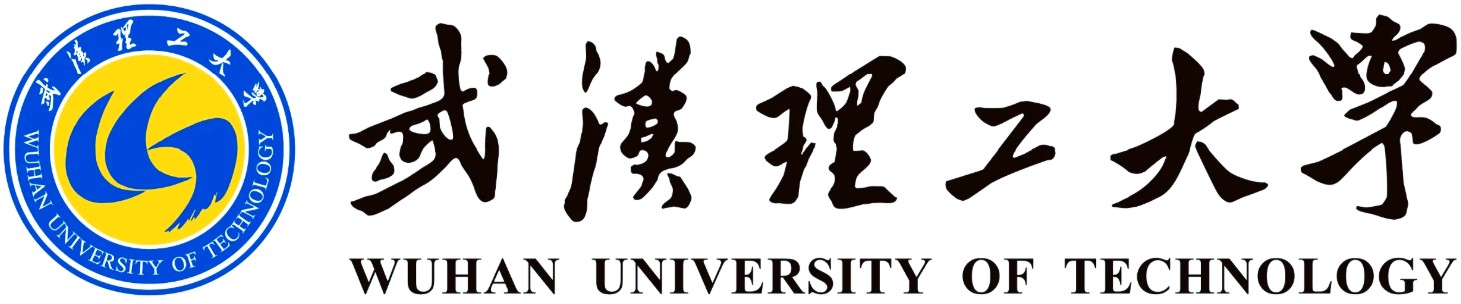 武漢理工大學
WUHAN UNIVERSITY OF TECHNOLOGY
武漢理工大學
WUHAN UNIVERSITY OF TECHNOLOGY